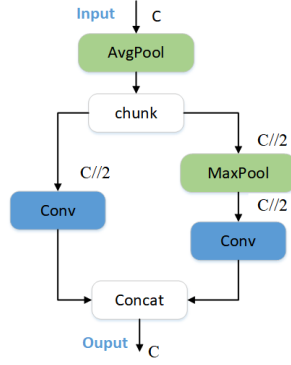 Input
C
AvgPool
chunk
C//2
C//2
MaxPool
C//2
Conv
Conv
Concat
Ouput
C